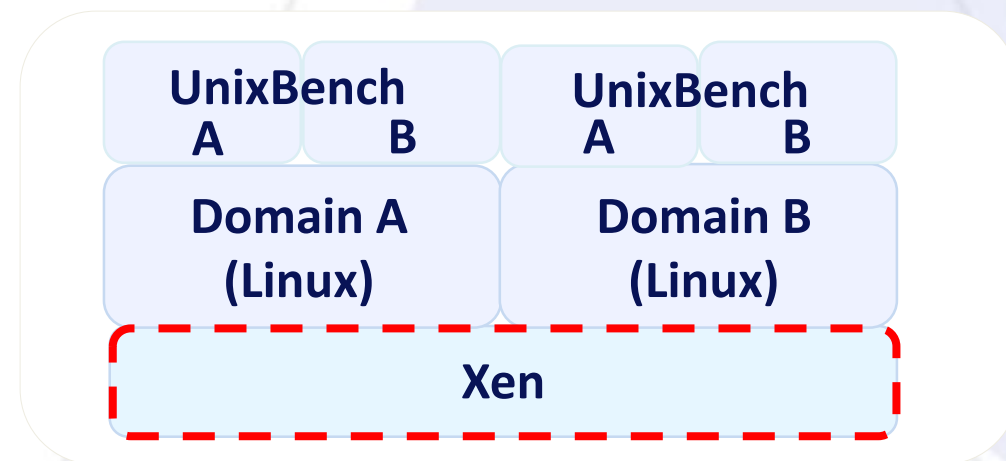 UnixBench UnixBench
A B A B
Domain A Domain B
(Linux) (Linux)
Xen